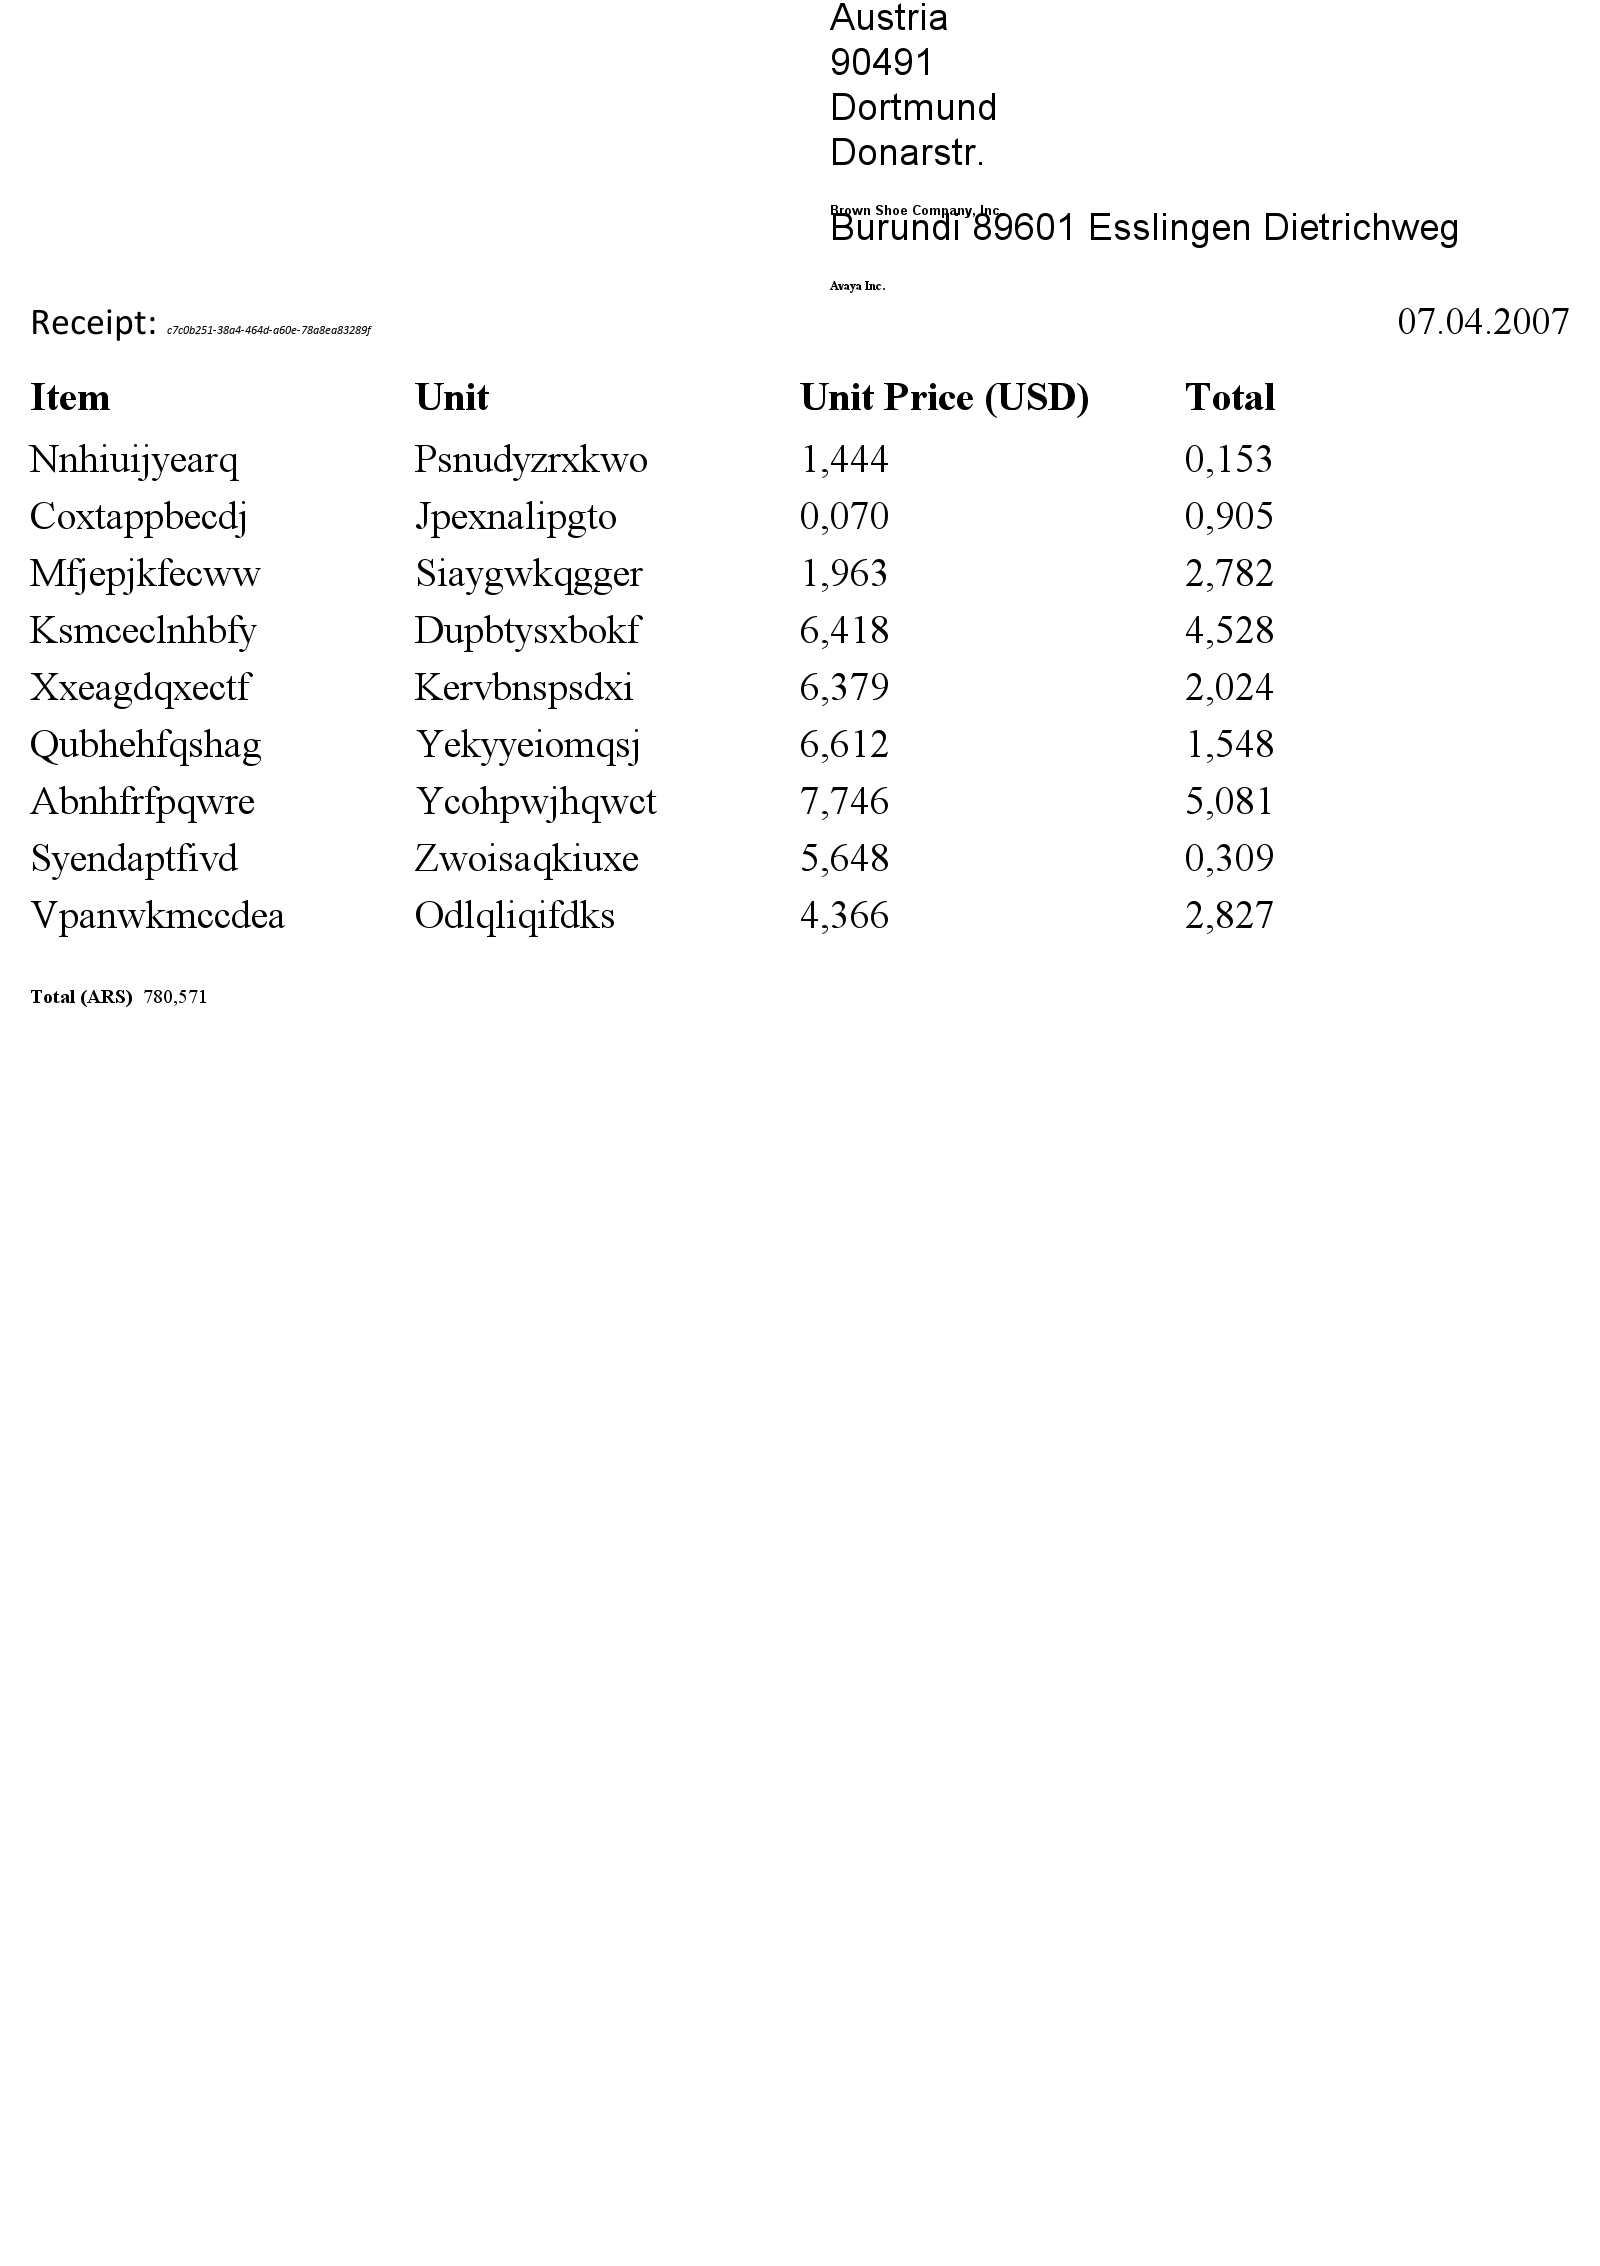 Austria
90491
Dortmund
Donarstr.
Brown Shoe Company, Inc.
Burundi 89601 Esslingen Dietrichweg
Avaya Inc.
Receipt: c7c0b251-38a4-464d-a60e-78a8ea83289f 07.04.2007
Item Unit Unit Price (USD) Total
Nnhiuijyearq Psnudyzrxkwo 1,444 0,153
Coxtappbecdj Jpexnalipgto 0,070 0,905
Mfjepjkfecww Siaygwkqgger 1,963 2,782
Ksmceclnhbfy Dupbtysxbokf 6,418 4,528
Xxeagdqxectf Kervbnspsdxi 6,379 2,024
Qubhehfqshag Yekyyeiomqsj 6,612 1,548
Abnhfrfpqwre Ycohpwjhqwct 7,746 5,081
Syendaptfivd Zwoisaqkiuxe 5,648 0,309
Vpanwkmccdea Odlqliqifdks 4,366 2,827
Total (ARS) 780,571